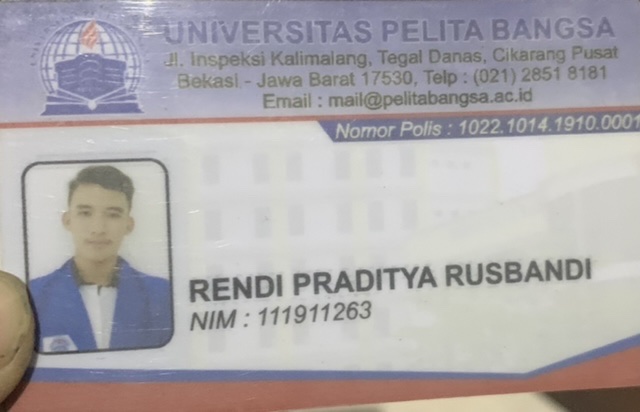 UNIVERSITAS PELITA BANGSA
Jl. Inspeksi Kalimalang, Tegal Danas, Cikarang Pusat
Bekasi - Jawa Barat 17530, Telp : (021) 2851 8181
Email : mail@pelitabangsa.ac.id
Nomor Polis : 1022.1014.1910.0001
RENDI PRADITYA RUSBANDI
NIM : 111911263